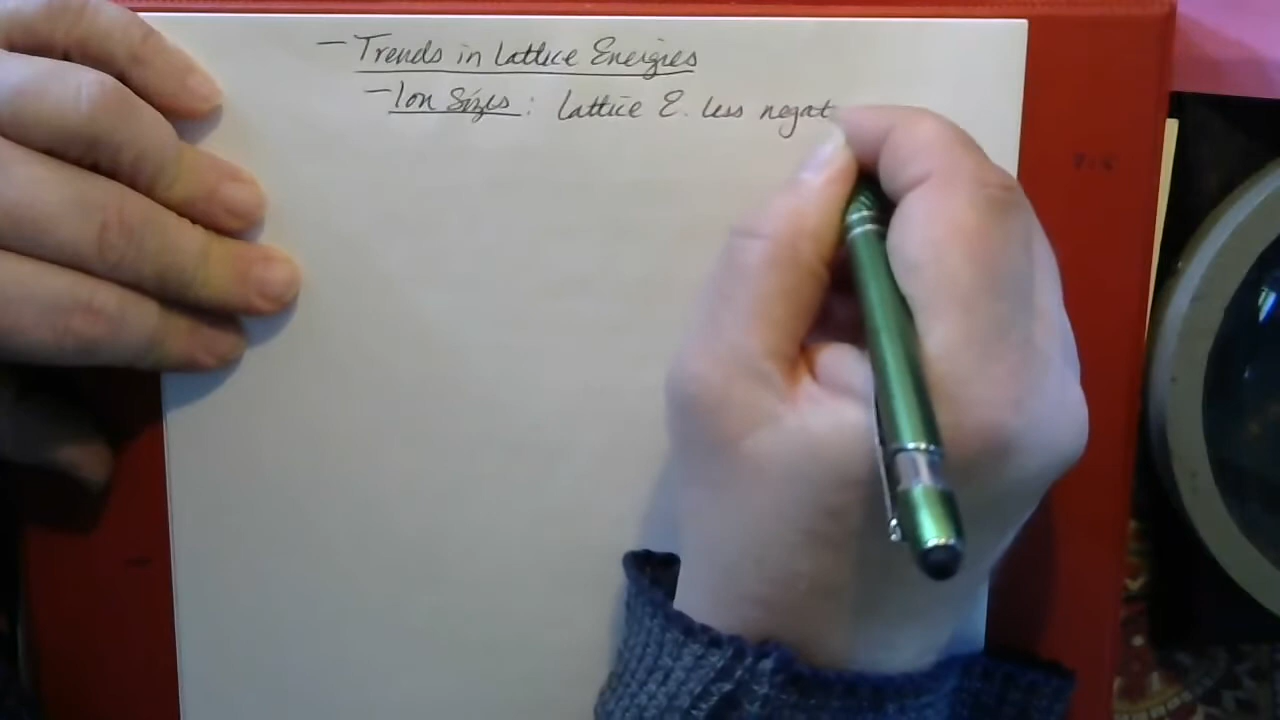 - Trends in Lattice Energies
- Ion Sizes: Lattice E. less negat